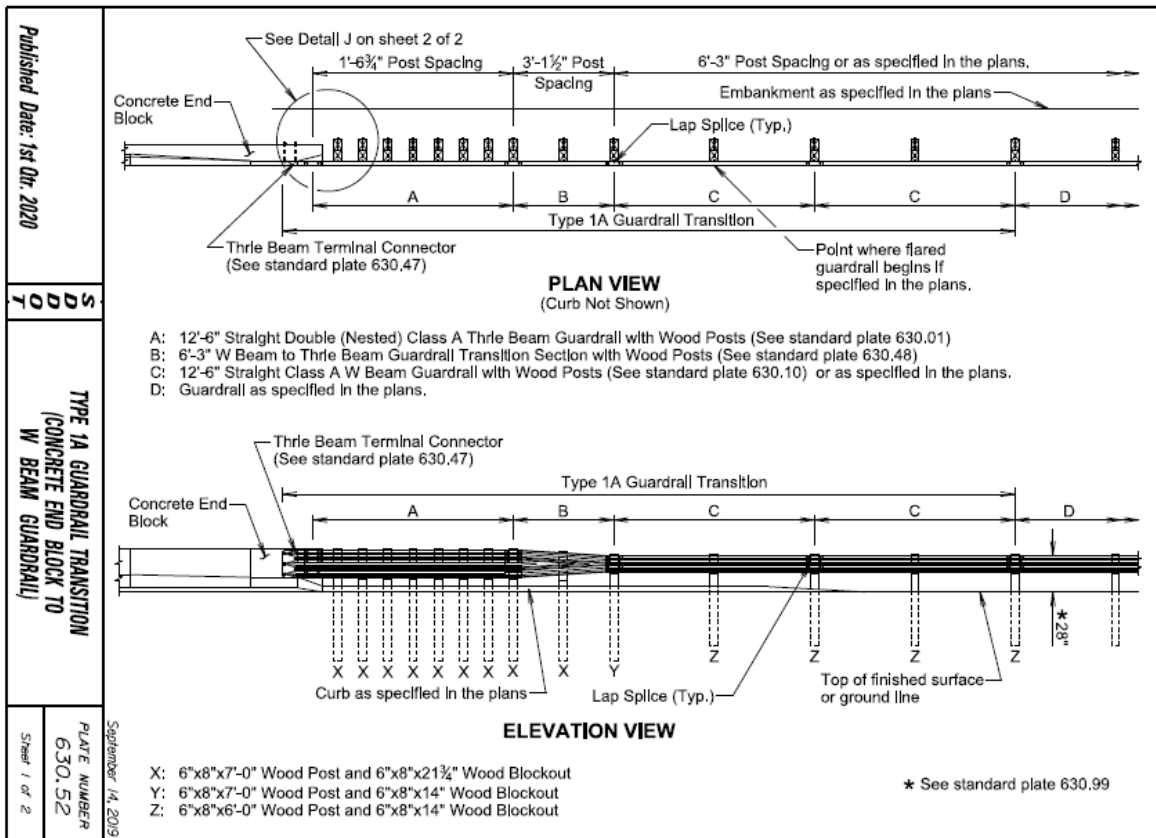 Published Date: 1st Qtr. 2020
S D D O T
TYPE 1A GUARDRAIL TRANSITION
(CONCRETE END BLOCK TO
W BEAM GUARDRAIL)
September 14, 2019
PLATE NUMBER
630.52
Sheet 1 of 2
See Detail J on sheet 2 of 2
1'-6¾" Post Spacing
3'-1½" Post
Spacing
6'-3" Post Spacing or as specified in the plans.
Concrete End
Block
Embankment as specified in the plans
Lap Splice (Typ.)
A
B
C
C
D
Type 1A Guardrail Transition
Thrie Beam Terminal Connector
(See standard plate 630.47)
Point where flared
guardrail begins if
specified in the plans.
PLAN VIEW
(Curb Not Shown)
A: 12'-6" Straight Double (Nested) Class A Thrie Beam Guardrail with Wood Posts (See standard plate 630.01)
B: 6'-3" W Beam to Thrie Beam Guardrail Transition Section with Wood Posts (See standard plate 630.48)
C: 12'-6" Straight Class A W Beam Guardrail with Wood Posts (See standard plate 630.10) or as specified in the plans.
D: Guardrail as specified in the plans.
Thrie Beam Terminal Connector
(See standard plate 630.47)
Type 1A Guardrail Transition
Concrete End
Block
A
B
C
C
D
* 28"
X X X X X X X X X Y Z Z Z Z
Curb as specified in the plans
Lap Splice (Typ.)
Top of finished surface
or ground line
ELEVATION VIEW
X: 6"x8"x7'-0" Wood Post and 6"x8"x21¾" Wood Blockout
Y: 6"x8"x7'-0" Wood Post and 6"x8"x14" Wood Blockout
Z: 6"x8"x6'-0" Wood Post and 6"x8"x14" Wood Blockout
* See standard plate 630.99